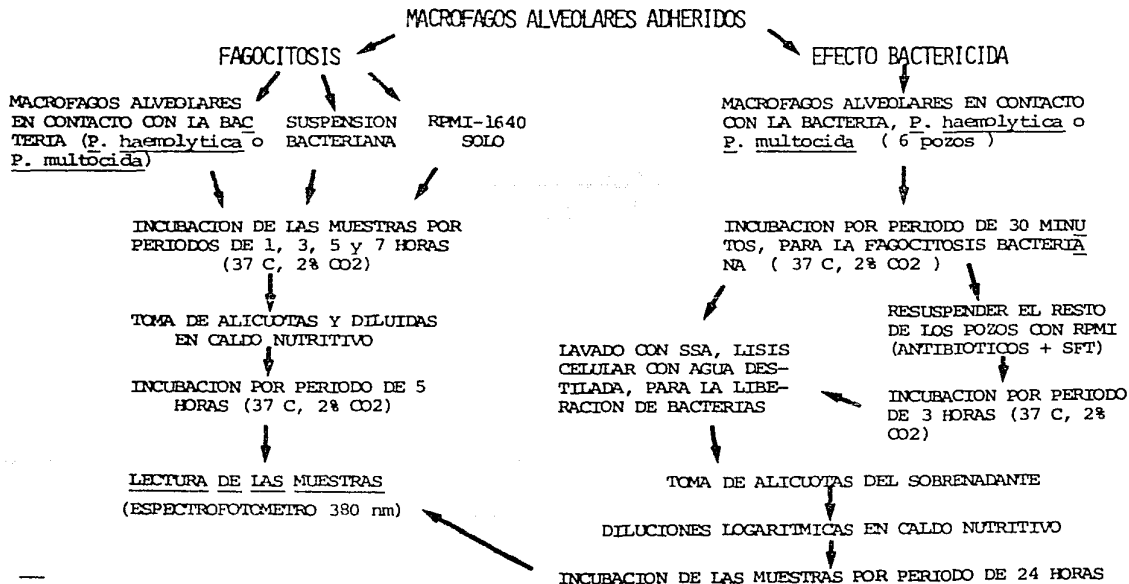 MACROFAGOS ALVEOLARES ADHERIDOS
FAGOCITOSIS
MACROFAGOS ALVEOLARES
EN CONTACTO CON LA BAC
TERIA (P. haemolytica o
P. multocida)
SUSPENSION
BACTERIANA
RPMI-1640
SOLO
INCUBACION DE LAS MUESTRAS POR
PERIODOS DE 1, 3, 5 y 7 HORAS
(37 C, 2% CO2)
TOMA DE ALICUOTAS Y DILUIDAS
EN CALDO NUTRITIVO
INCUBACION POR PERIODO DE 5
HORAS (37 C, 2% CO2)
LECTURA DE LAS MUESTRAS
(ESPECTROFOTOMETRO 380 nm)
EFECTO BACTERICIDA
MACROFAGOS ALVEOLARES EN CONTACTO
CON LA BACTERIA, P. haemolytica o
P. multocida ( 6 pozos )
INCUBACION POR PERIODO DE 30 MINU
TOS, PARA LA FAGOCITOSIS BACTERIA
NA ( 37 C, 2% CO2 )
RESUSPENDER EL RESTO
DE LOS POZOS CON RPMI
(ANTIBIOTICOS + SFT)
INCUBACION POR PERIODO
DE 3 HORAS (37 C, 2%
CO2)
LAVADO CON SSA, LISIS
CELULAR CON AGUA DES-
TILADA, PARA LA LIBE-
RACION DE BACTERIAS
TOMA DE ALICUOTAS DEL SOBRENADANTE
DILUCIONES LOGARITMICAS EN CALDO NUTRITIVO
INCUBACION DE LAS MUESTRAS POR PERIODO DE 24 HORAS